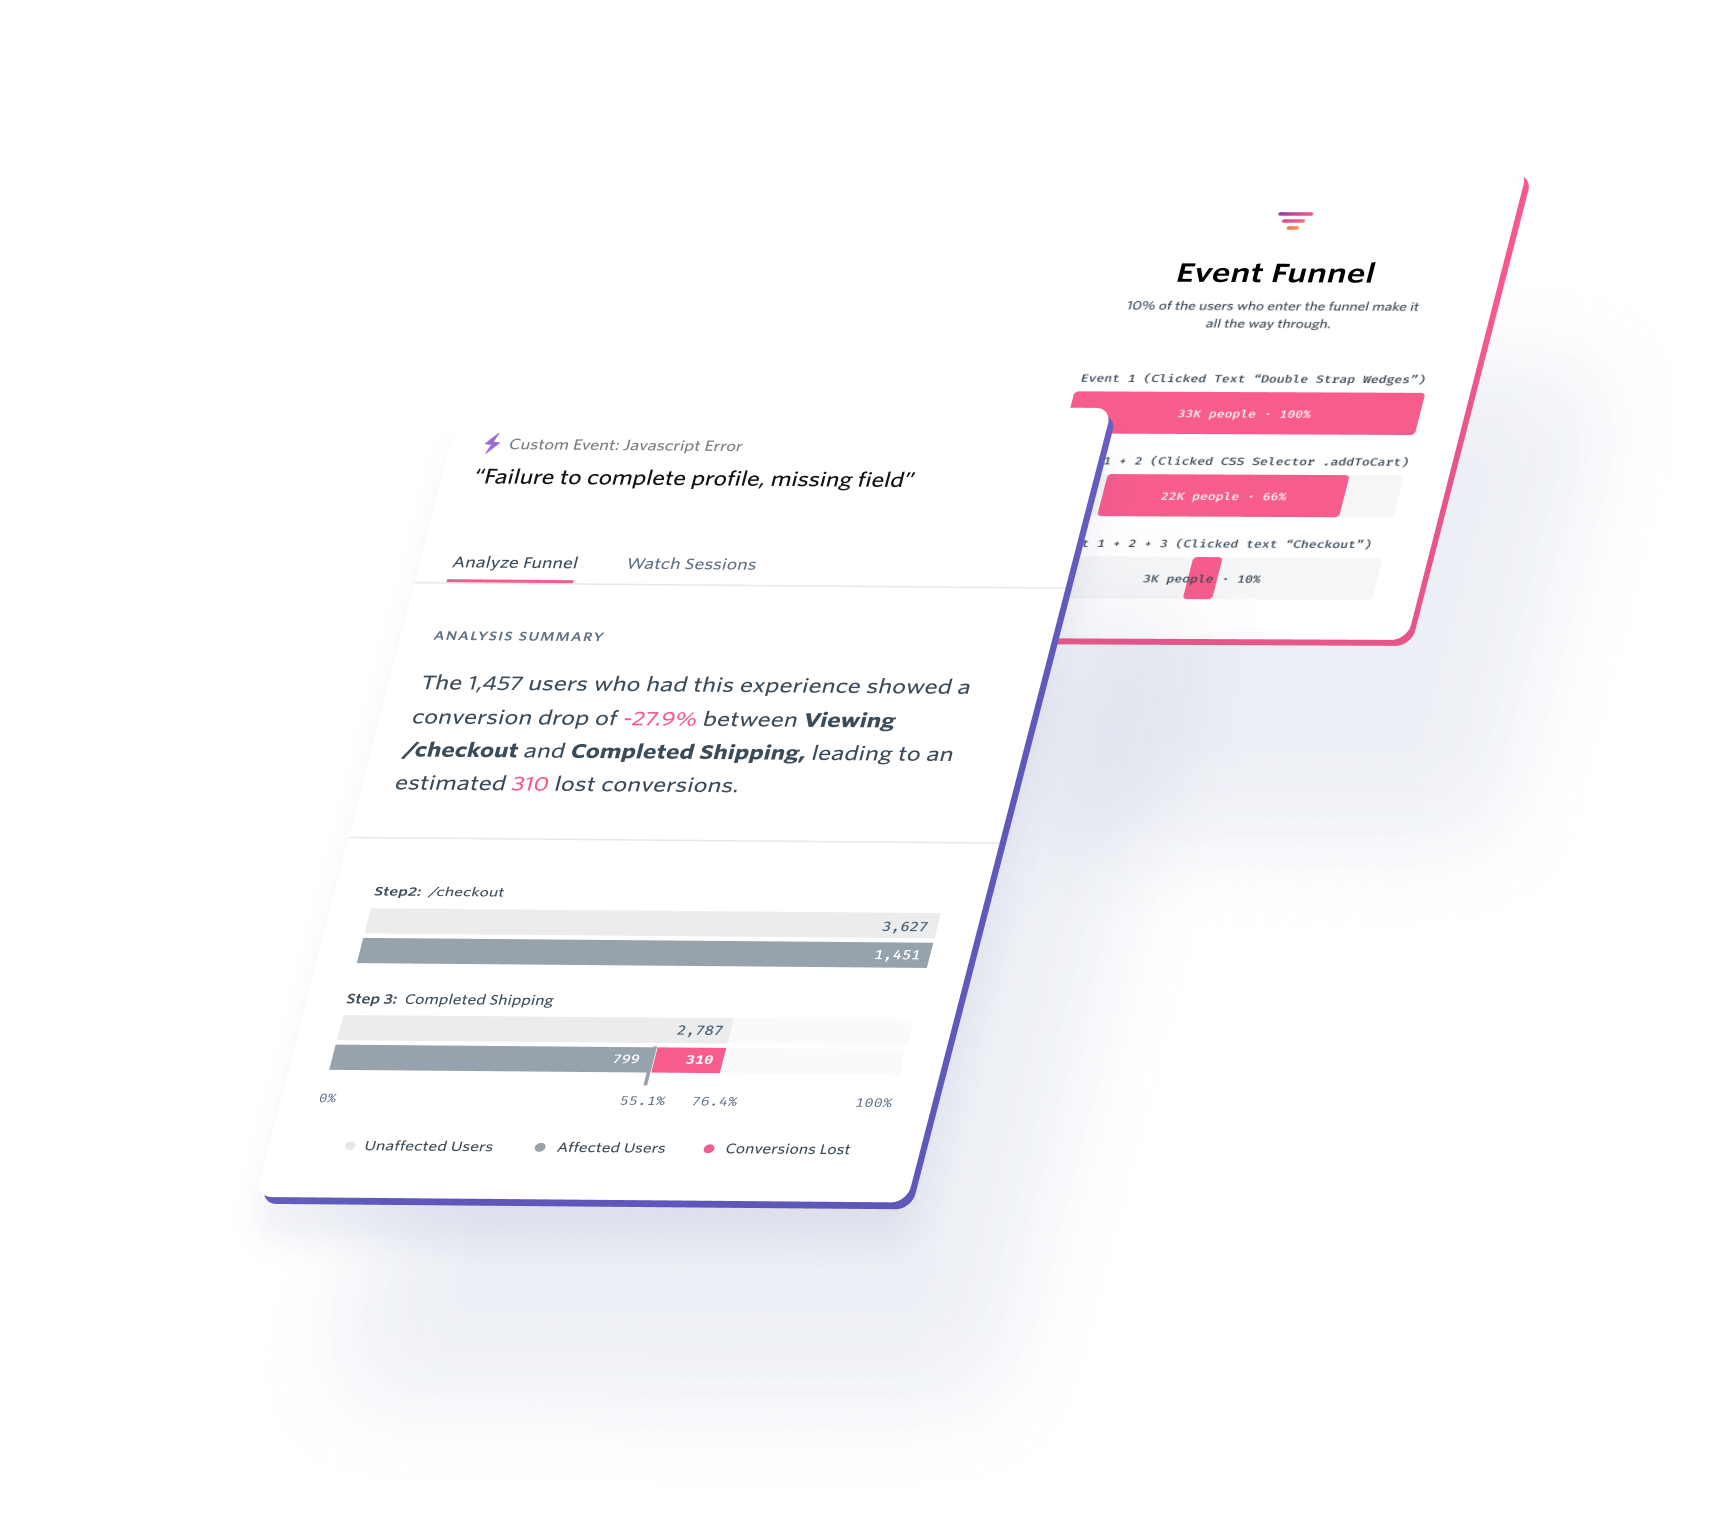 Event Funnel
10% of the users who enter the funnel make it
all the way through.
Event 1 (Clicked Text “Double Strap Wedges”)
33K people · 100%
1 + 2 (Clicked CSS Selector .addToCart)
22K people · 66%
t 1 + 2 + 3 (Clicked text “Checkout”)
3K people · 10%
Custom Event: Javascript Error
“Failure to complete profile, missing field”
Analyze Funnel
Watch Sessions
ANALYSIS SUMMARY
The 1,457 users who had this experience showed a
conversion drop of -27.9% between Viewing
/checkout and Completed Shipping, leading to an
estimated 310 lost conversions.
Step2: /checkout
3,627
1,451
Step 3: Completed Shipping
2,787
799 310
0% 55.1% 76.4% 100%
Unaffected Users Affected Users Conversions Lost